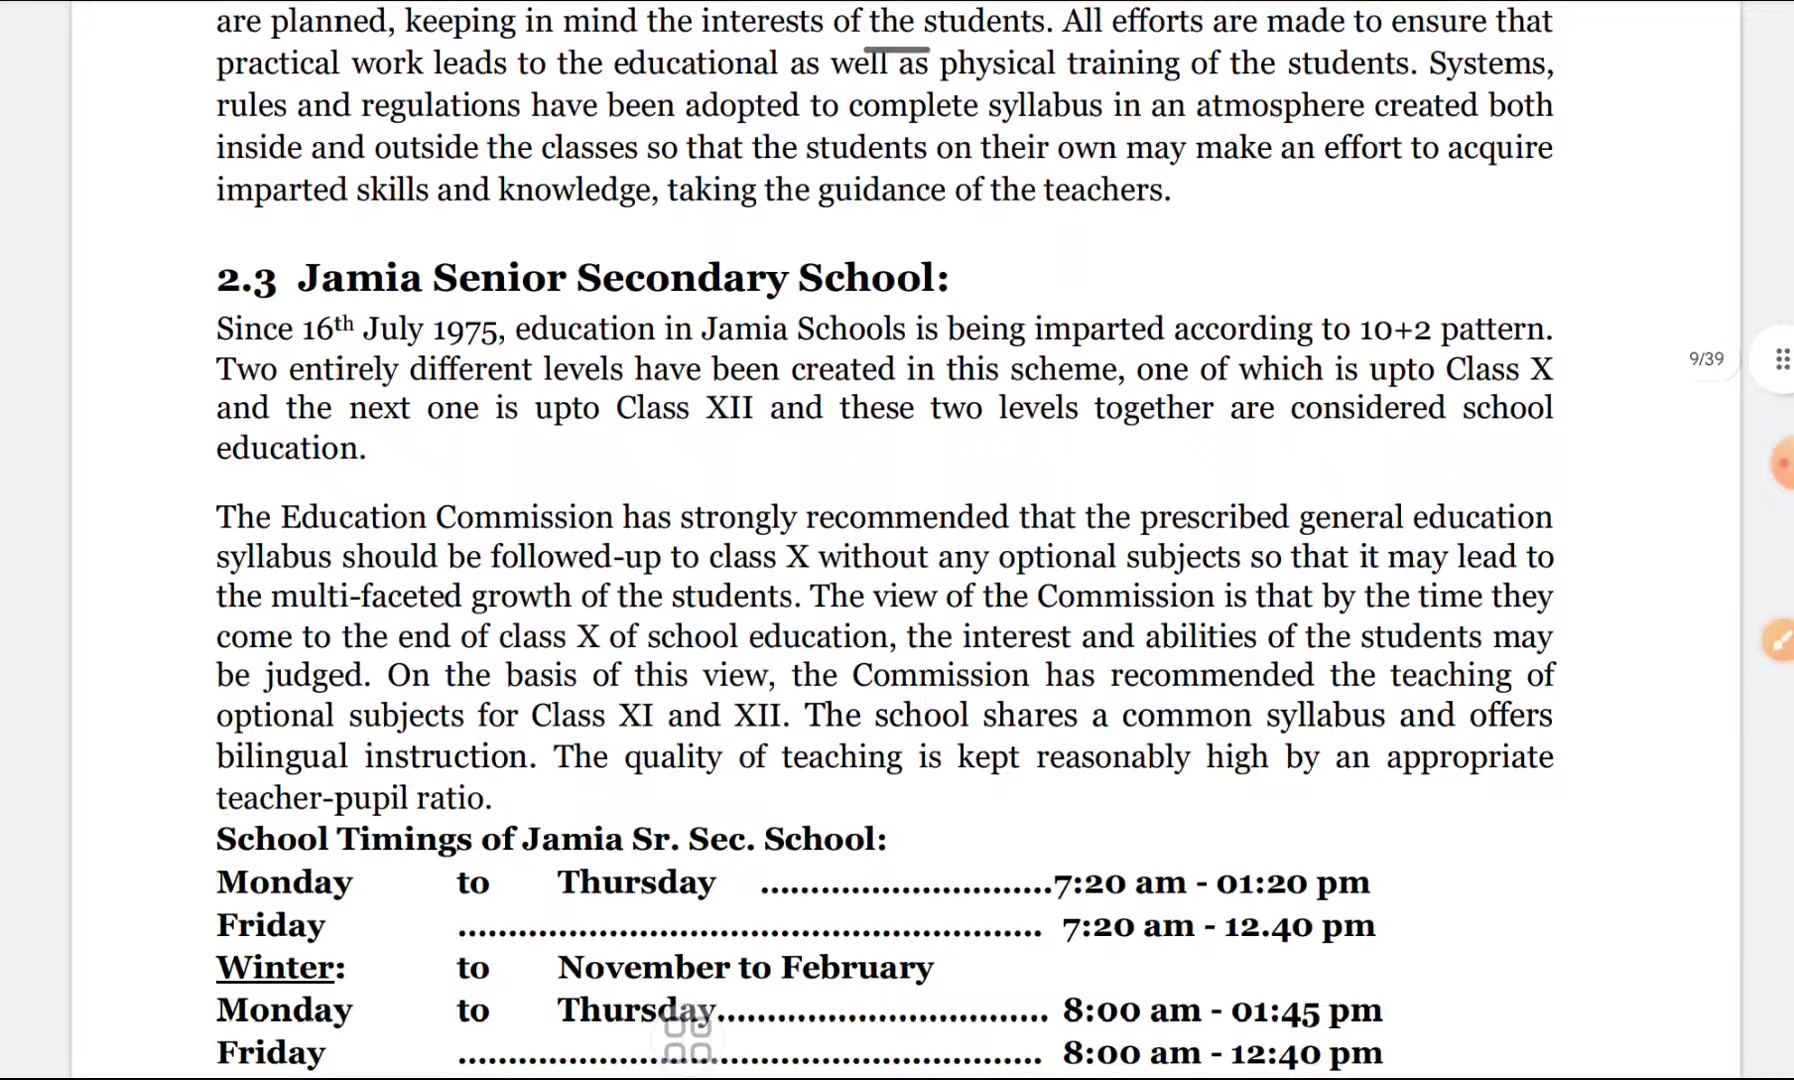 are planned, keeping in mind the interests of the students. All efforts are made to ensure that
practical work leads to the educational as well as physical training of the students. Systems,
rules and regulations have been adopted to complete syllabus in an atmosphere created both
inside and outside the classes so that the students on their own may make an effort to acquire
imparted skills and knowledge, taking the guidance of the teachers.
2.3 Jamia Senior Secondary School:
Since 16th July 1975, education in Jamia Schools is being imparted according to 10+2 pattern.
Two entirely different levels have been created in this scheme, one of which is upto Class X
9/39
and the next one is upto Class XII and these two levels together are considered school
education.
The Education Commission has strongly recommended that the prescribed general education
syllabus should be followed-up to class X without any optional subjects so that it may lead to
the multi-faceted growth of the students. The view of the Commission is that by the time they
come to the end of class X of school education, the interest and abilities of the students may
be judged. On the basis of this view, the Commission has recommended the teaching of
optional subjects for Class XI and XII. The school shares a common syllabus and offers
bilingual instruction. The quality of teaching is kept reasonably high by an appropriate
teacher-pupil ratio.
School Timings of Jamia Sr. Sec. School:
Monday to Thursday .............................7:20 am - 01:20 pm
Friday .......................................................... 7:20 am - 12.40 pm
Winter: to November to February
Monday to Thursday................................. 8:00 am - 01:45 pm
Friday .......................................................... 8:00 am - 12:40 pm